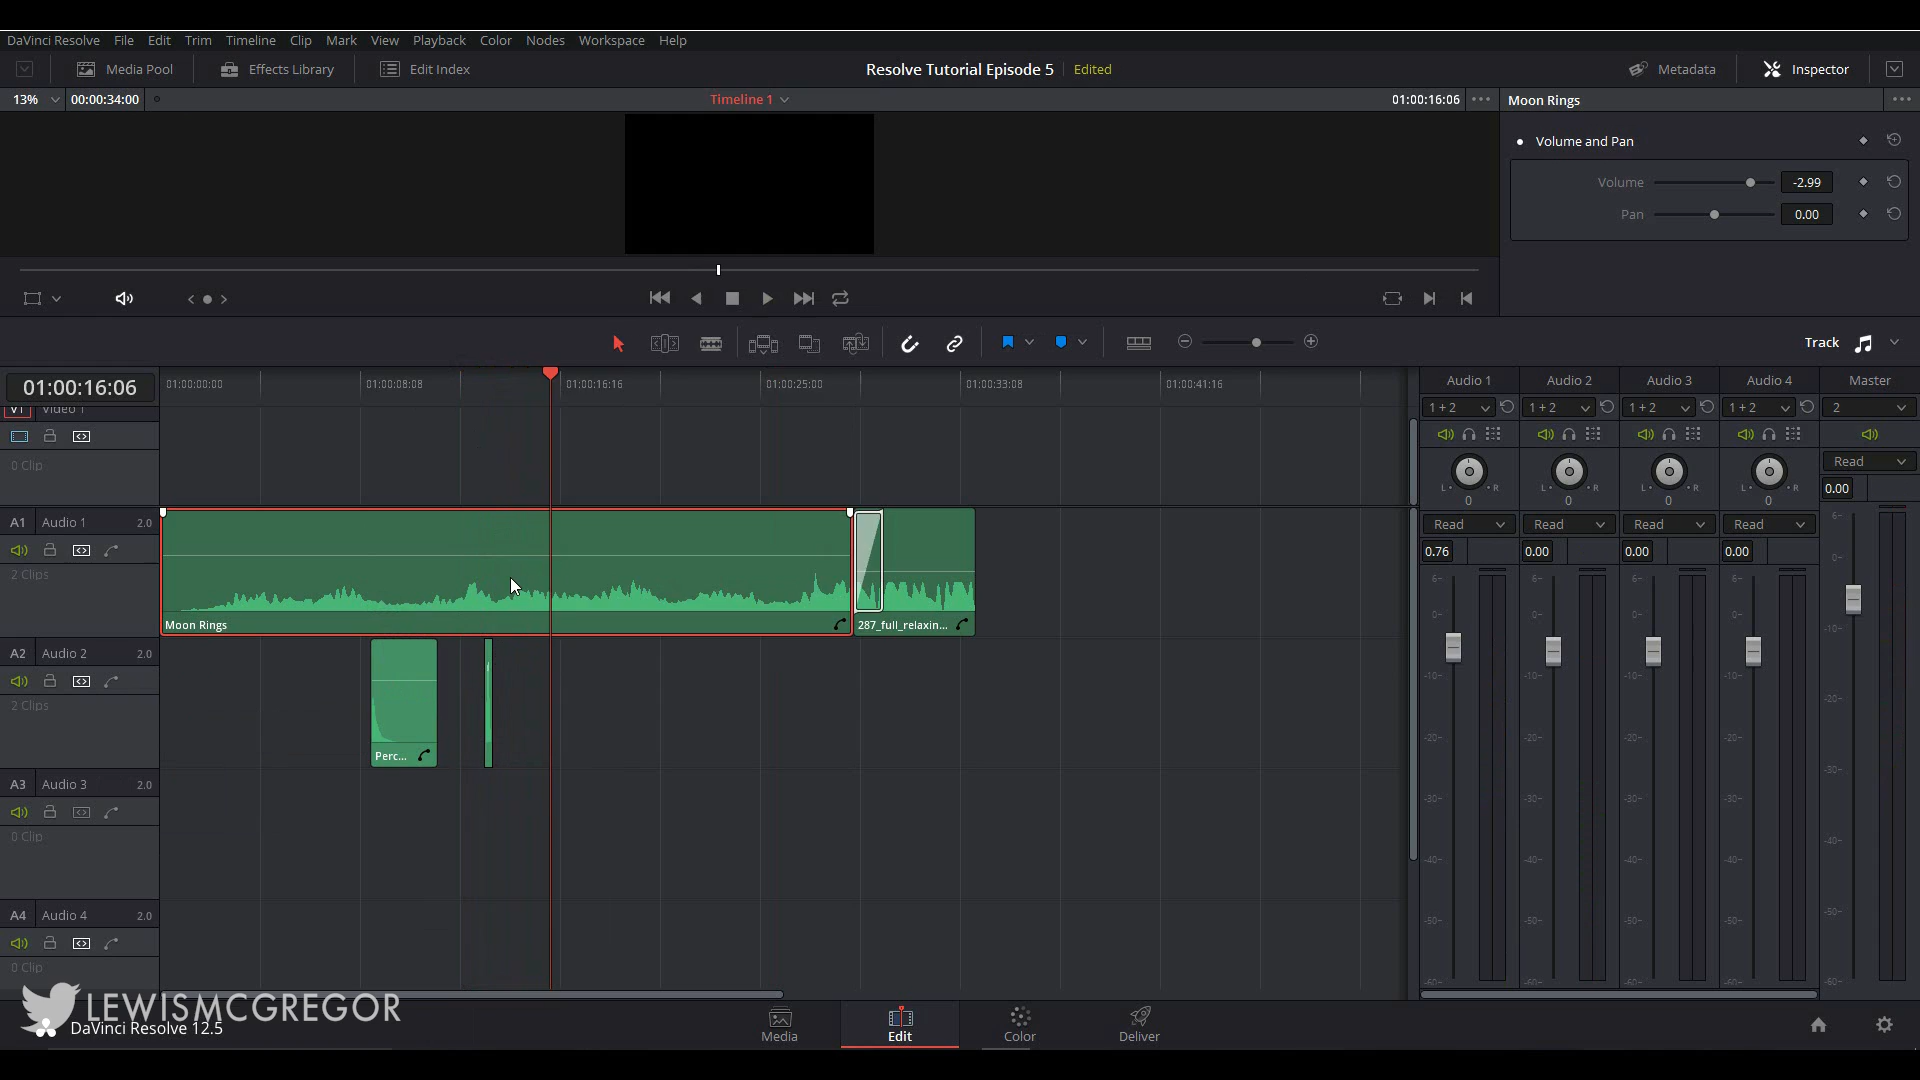 DaVinci Resolve File Edit Trim Timeline Clip Mark View Playback Color Nodes Workspace Help
Media Pool Effects Library Edit Index Resolve Tutorial Episode 5 Edited Metadata Inspector
13% 00:00:34:00 Timeline 1 01:00:16:06 Moon Rings
Volume and Pan
Volume -2.99
Pan 0.00
Track
01:00:16:06 01:00:00:00 01:00:08:08 01:00:16:16 01:00:25:00 01:00:33:08 01:00:41:16 Audio 1 Audio 2 Audio 3 Audio 4 Master
V1 Video 1 1 + 2 1 + 2 1 + 2 1 + 2 2
0 Clip Read
L R L R L R L R 0.00
0 0 0 0
A1 Audio 1 2.0 Read Read Read Read
0.76 0.00 0.00 0.00
2 Clips
Moon Rings 287_full_relaxin...
A2 Audio 2 2.0
2 Clips
Perc...
A3 Audio 3 2.0
0 Clip
A4 Audio 4 2.0
0 Clip
6- 0- -10- -20- -30- -40- -50- -60-
6- 0- -10- -20- -30- -40- -50- -60-
6- 0- -10- -20- -30- -40- -50- -60-
6- 0- -10- -20- -30- -40- -50- -60-
6- 0- -10- -20- -30- -40- -50- -60-
LEWISMCGREGOR
DaVinci Resolve 12.5
Media Edit Color Deliver